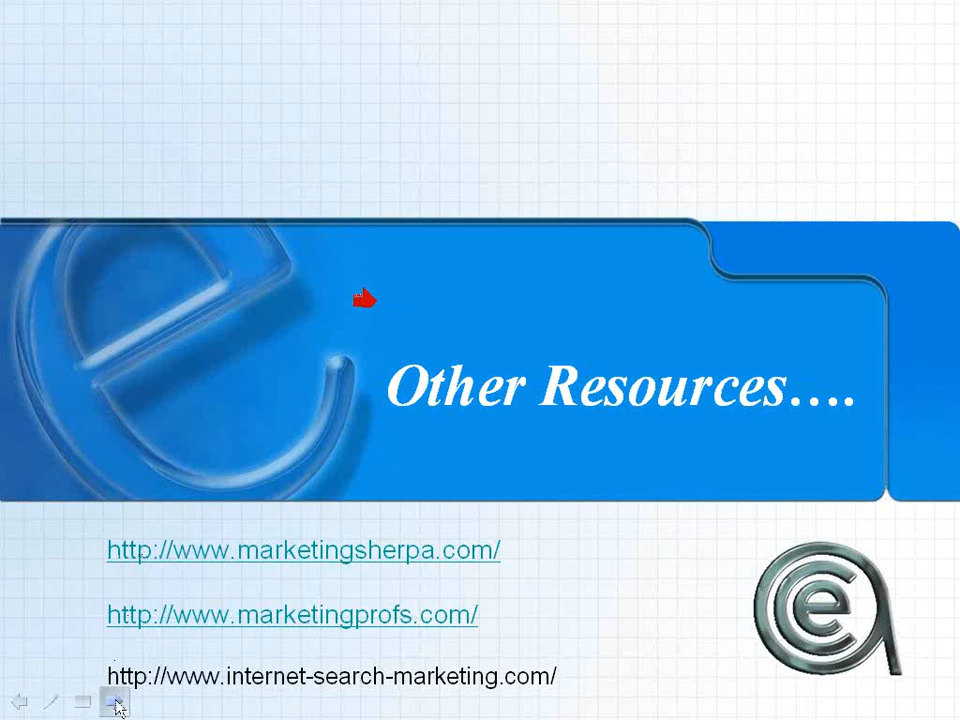 Other Resources….
http://www.marketingsherpa.com/
http://www.marketingprofs.com/
http://www.internet-search-marketing.com/